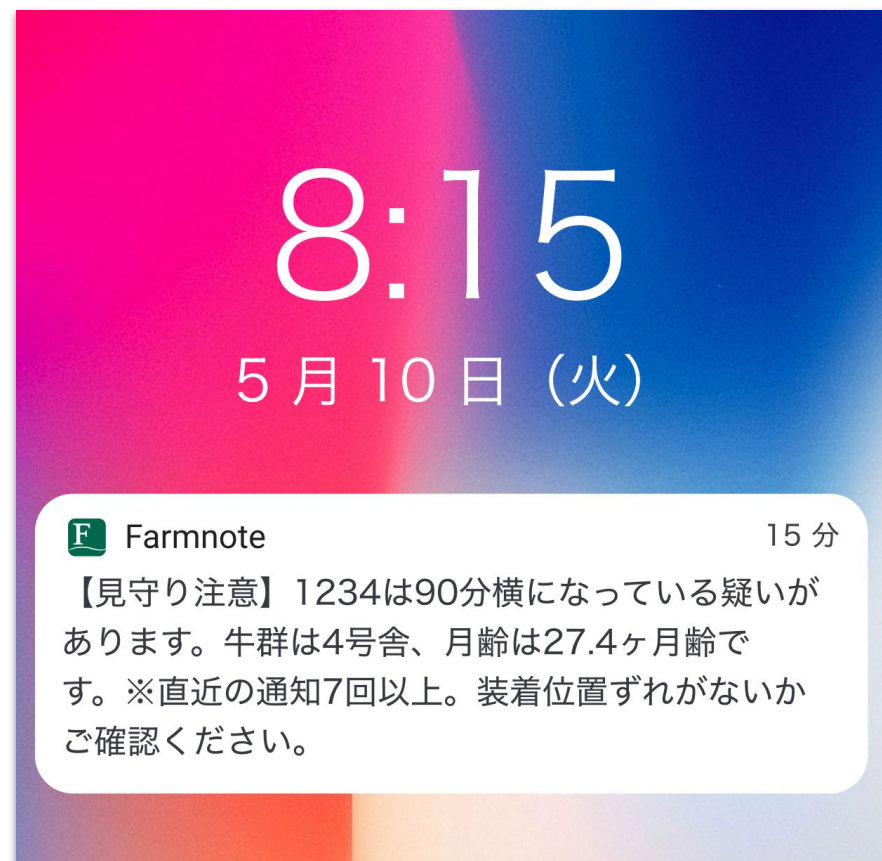 8:15
5月10日（火）
F Farmnote 15 分
【見守り注意】1234は90分横になっている疑いが
あります。牛群は4号舎、月齢は27.4ヶ月齢で
す。※直近の通知7回以上。装着位置ずれがないか
ご確認ください。